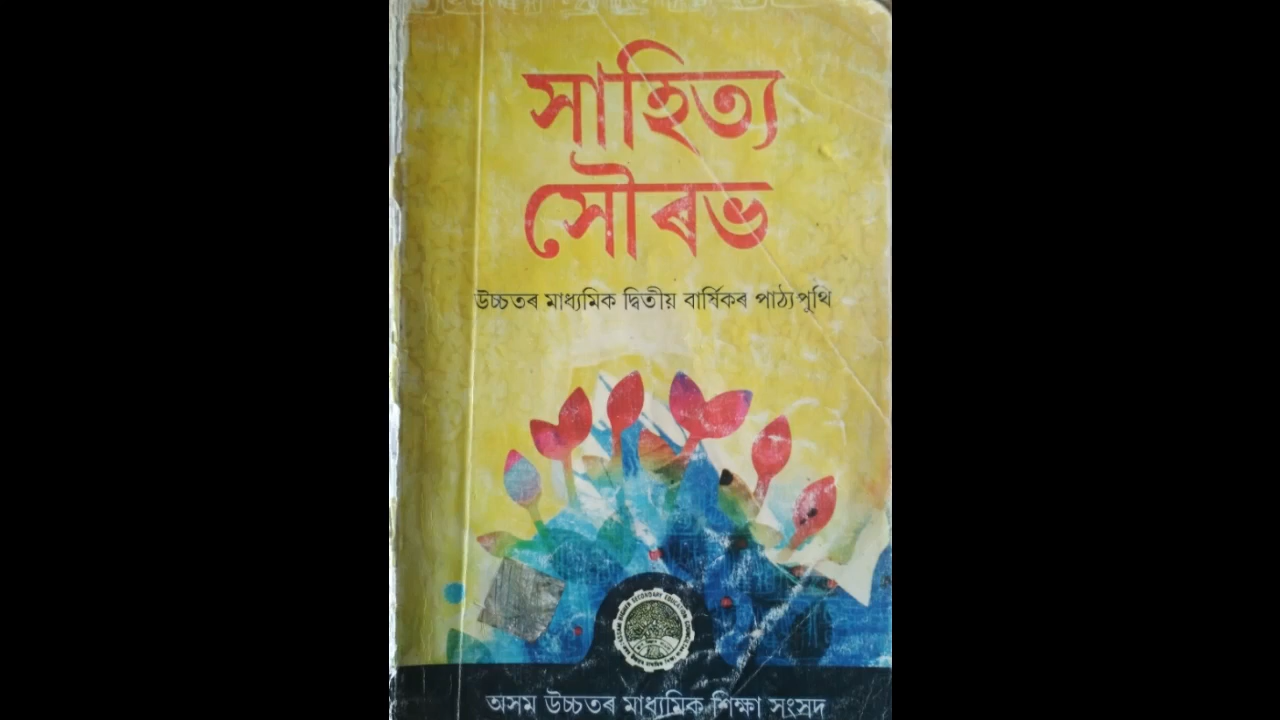 সাহিত্য
সৌৰভ
উচ্চতৰ মাধ্যমিক দ্বিতীয় বাৰ্ষিকৰ পাঠ্যপুথি
অসম উচ্চতৰ মাধ্যমিক শিক্ষা সংসদ